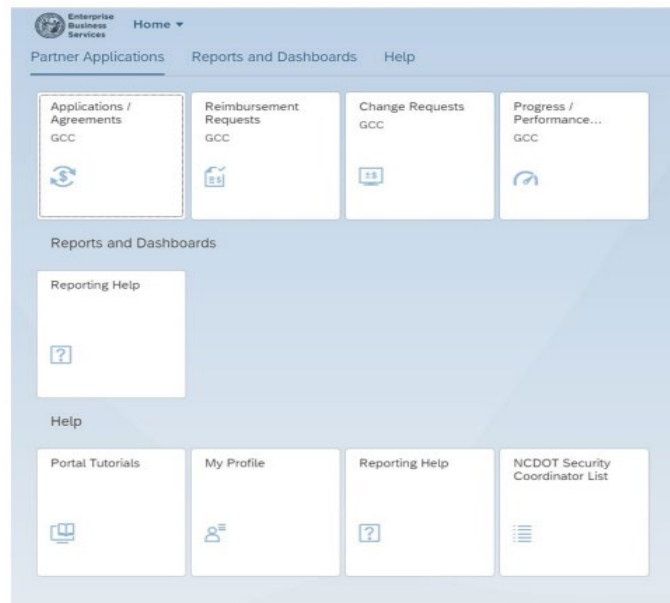 Enterprise
Business
Services
Home
Partner Applications Reports and Dashboards Help
Applications /
Agreements
GCC
Reimbursement
Requests
GCC
Change Requests
GCC
Progress /
Performance...
GCC
Reports and Dashboards
Reporting Help
Help
Portal Tutorials
My Profile
Reporting Help
NCDOT Security
Coordinator List